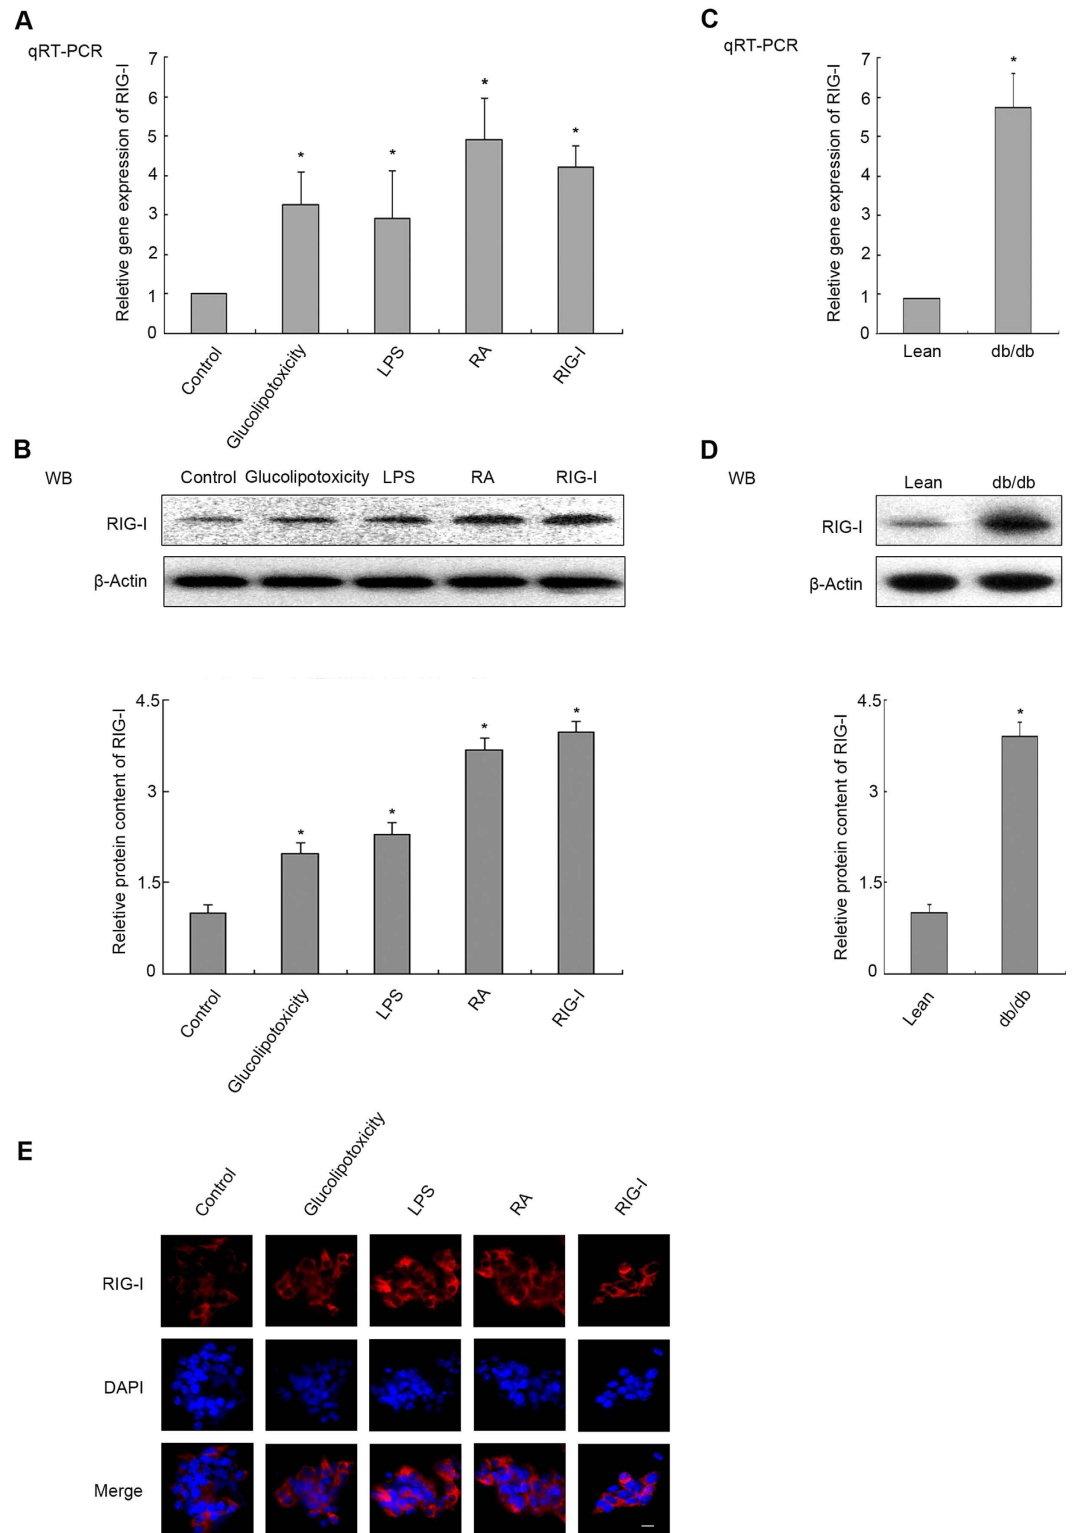 A
qRT-PCR
Reletive gene expression of RIG-I
7
6
5
4
3
2
1
0
* * * *
Control
Glucolipotoxicity
LPS
RA
RIG-I
C
qRT-PCR
Reletive gene expression of RIG-I
7
6
5
4
3
2
1
0
*
Lean db/db
B
WB
Control Glucolipotoxicity LPS RA RIG-I
RIG-I
β-Actin
Reletive protein content of RIG-I
4.5
3
1.5
0
* * * *
Control
Glucolipotoxicity
LPS
RA
RIG-I
D
WB
Lean db/db
RIG-I
β-Actin
Reletive protein content of RIG-I
4.5
3
1.5
0
*
Lean
db/db
E
Control
Glucolipotoxicity
LPS
RA
RIG-I
RIG-I
DAPI
Merge